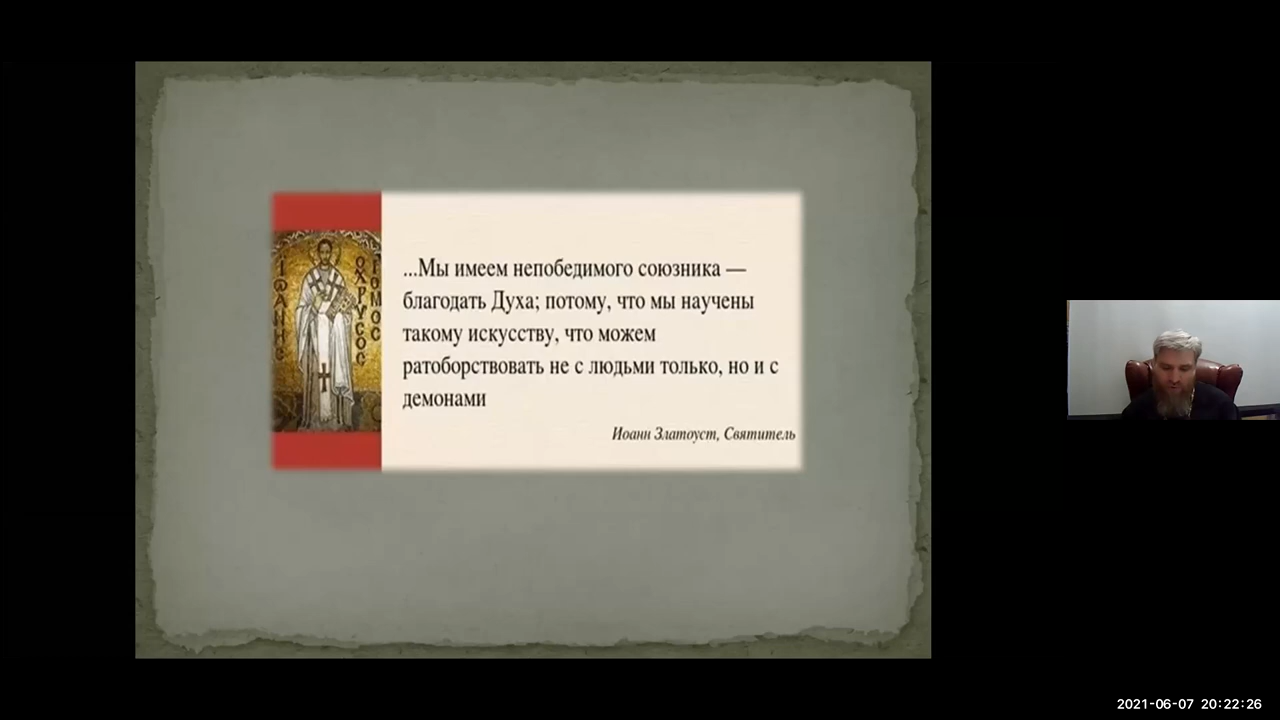 ...Мы имеем непобедимого союзника —
благодать Духа; потому, что мы научены
такому искусству, что можем
ратоборствовать не с людьми только, но и с
демонами
Иоанн Златоуст, Святитель
2021-06-07 20:22:26